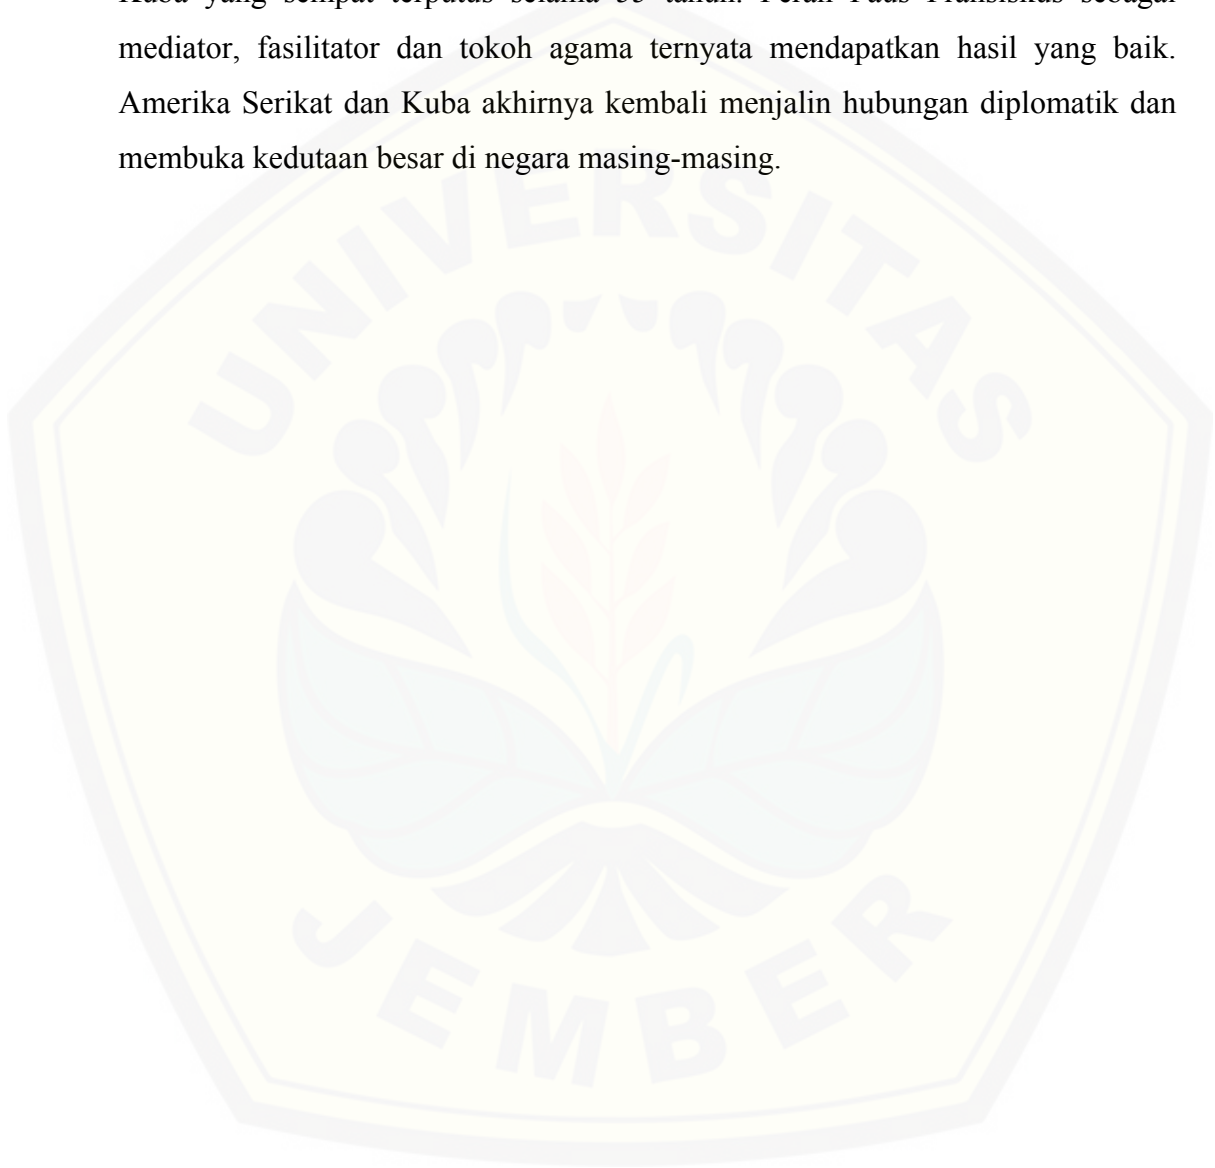 mediator, fasilitator dan tokoh agama ternyata mendapatkan hasil yang baik.
Amerika Serikat dan Kuba akhirnya kembali menjalin hubungan diplomatik dan
membuka kedutaan besar di negara masing-masing.
UNIVERSITAS
JEMBER